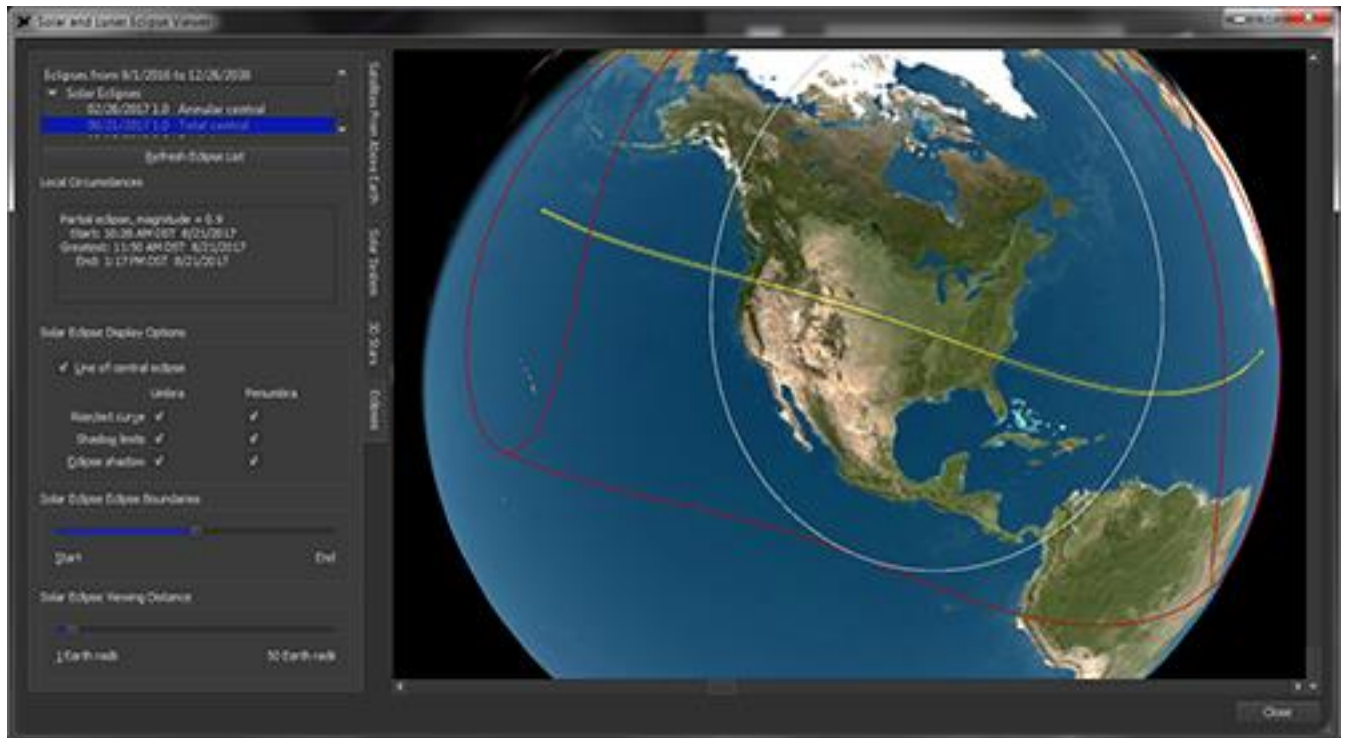 Solar and Lunar Eclipse Viewer
Eclipses from 9/1/2016 to 12/26/2030
Solar Eclipses
02/26/2017 1.0 Annular central
08/21/2017 1.0 Total central
Refresh Eclipse List
Local Circumstances
Partial eclipse, magnitude = 0.9
Start: 10:28 AM DST 8/21/2017
Greatest: 11:50 AM DST 8/21/2017
End: 1:17 PM DST 8/21/2017
Solar Eclipse Display Options
Line of central eclipse
Umbra Penumbra
Rise/set curve
Shadow limits
Eclipse shadow
Solar Eclipse Eclipse Boundaries
Start End
Solar Eclipse Viewing Distance
1 Earth radii 50 Earth radii
Satellites from Above Earth
Solar System
3D Stars
Eclipses
Close